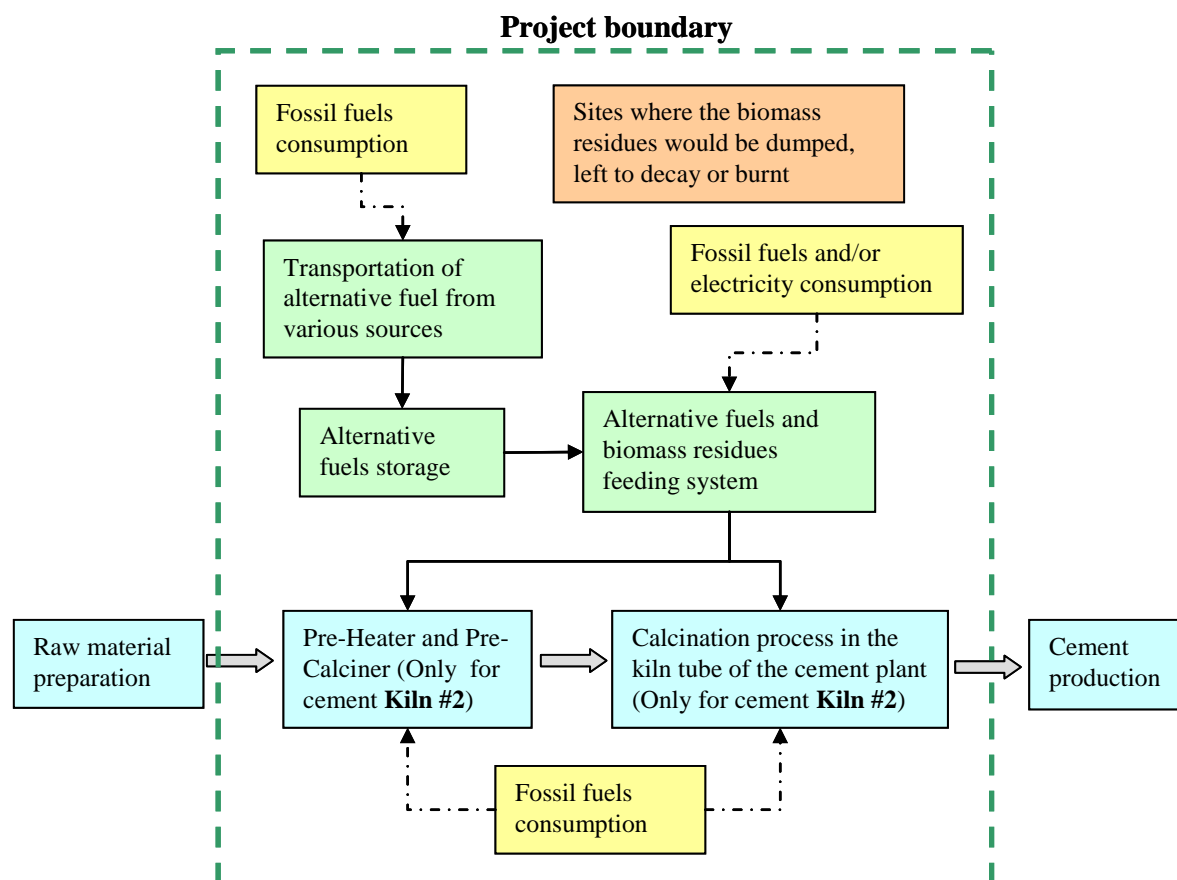 Project boundary
Fossil fuels
consumption
Sites where the biomass
residues would be dumped,
left to decay or burnt
Transportation of
alternative fuel from
various sources
Fossil fuels and/or
electricity consumption
Alternative
fuels storage
Alternative fuels and
biomass residues
feeding system
Raw material
preparation
Pre-Heater and Pre-
Calciner (Only for
cement Kiln #2)
Calcination process in the
kiln tube of the cement plant
(Only for cement Kiln #2)
Cement
production
Fossil fuels
consumption